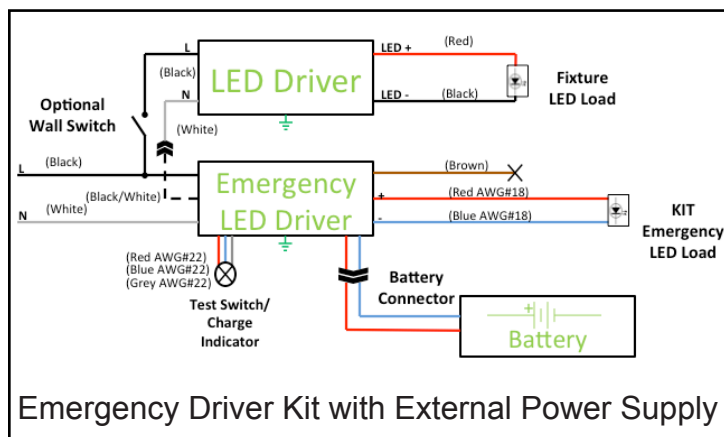 L
(Black)
LED Driver
LED +
(Red)
N
LED -
(Black)
Fixture
LED Load
Optional
Wall Switch
(White)
L
(Black)
(Black/White)
Emergency
LED Driver
(Brown)
+
(Red AWG#18)
N
(White)
-
(Blue AWG#18)
KIT
Emergency
LED Load
(Red AWG#22)
(Blue AWG#22)
(Grey AWG#22)
Test Switch/
Charge
Indicator
Battery
Connector
+
Battery
Emergency Driver Kit with External Power Supply